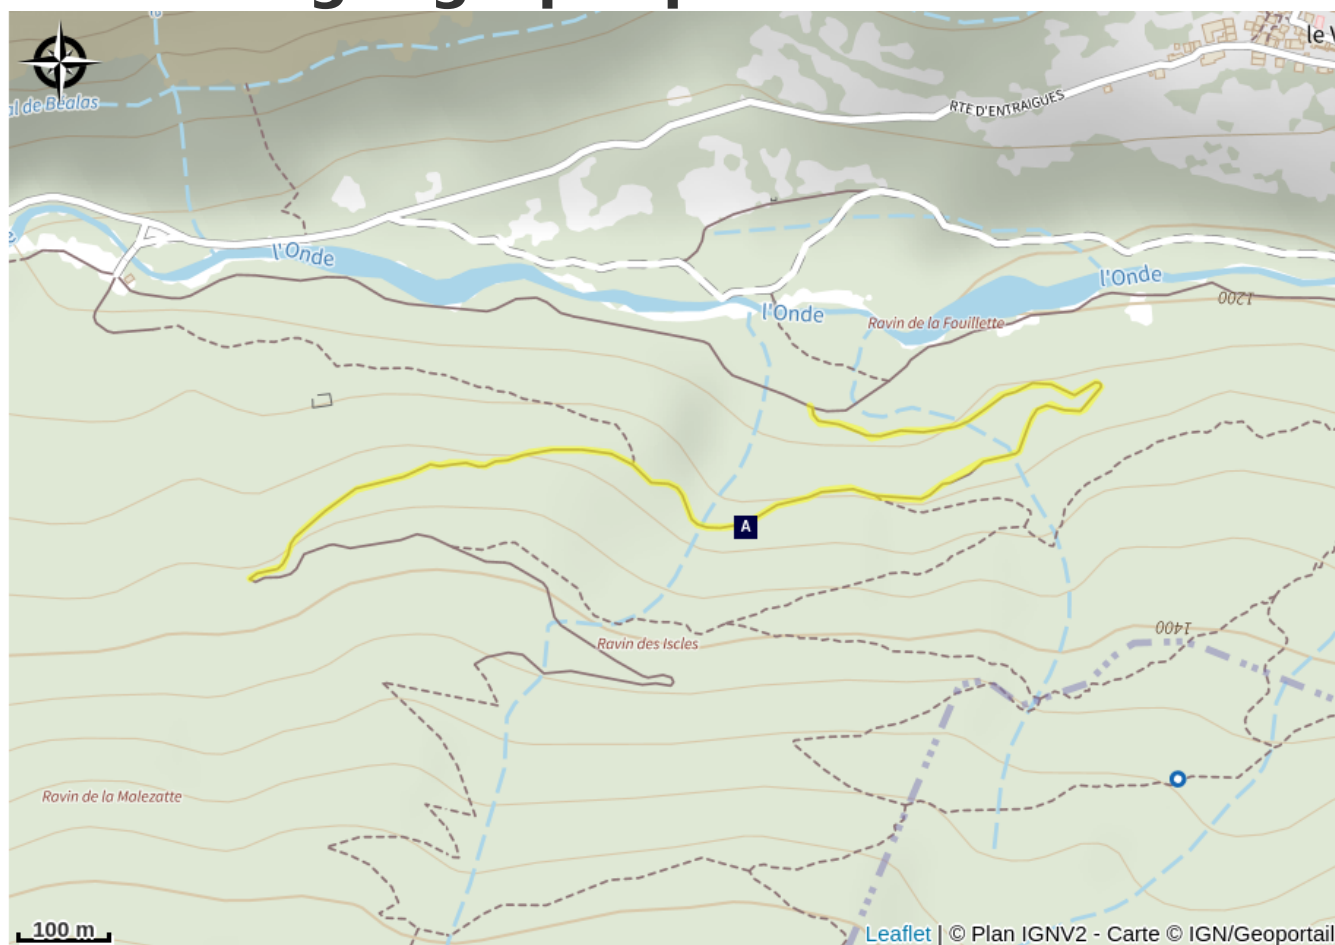 le
RTE D'ENTRAIGUES
al de Béalas
l'Onde
l'Onde
l'Onde
1200
Ravin de la Fouillette
A
1400
Ravin des Iscles
Ravin de la Malezatte
100 m
Leaflet | © Plan IGNV2 - Carte © IGN/Geoportail